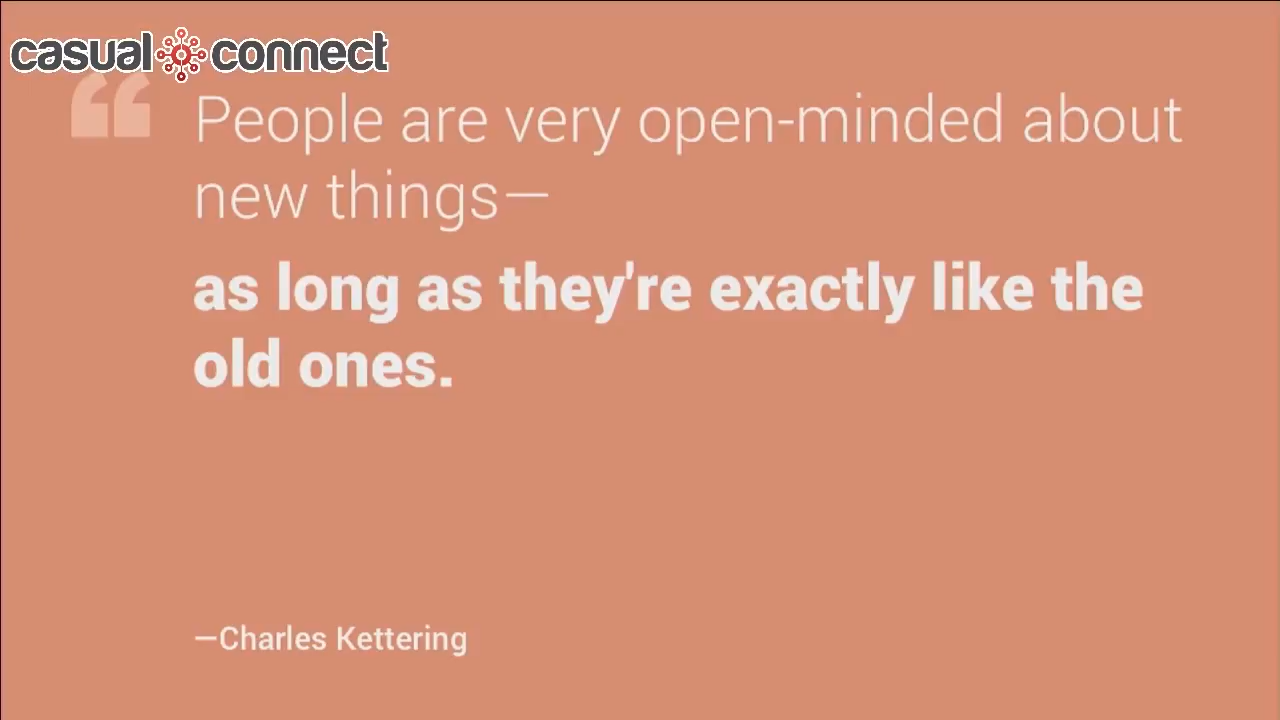 casual connect
“ People are very open-minded about
new things—
as long as they're exactly like the
old ones.
—Charles Kettering